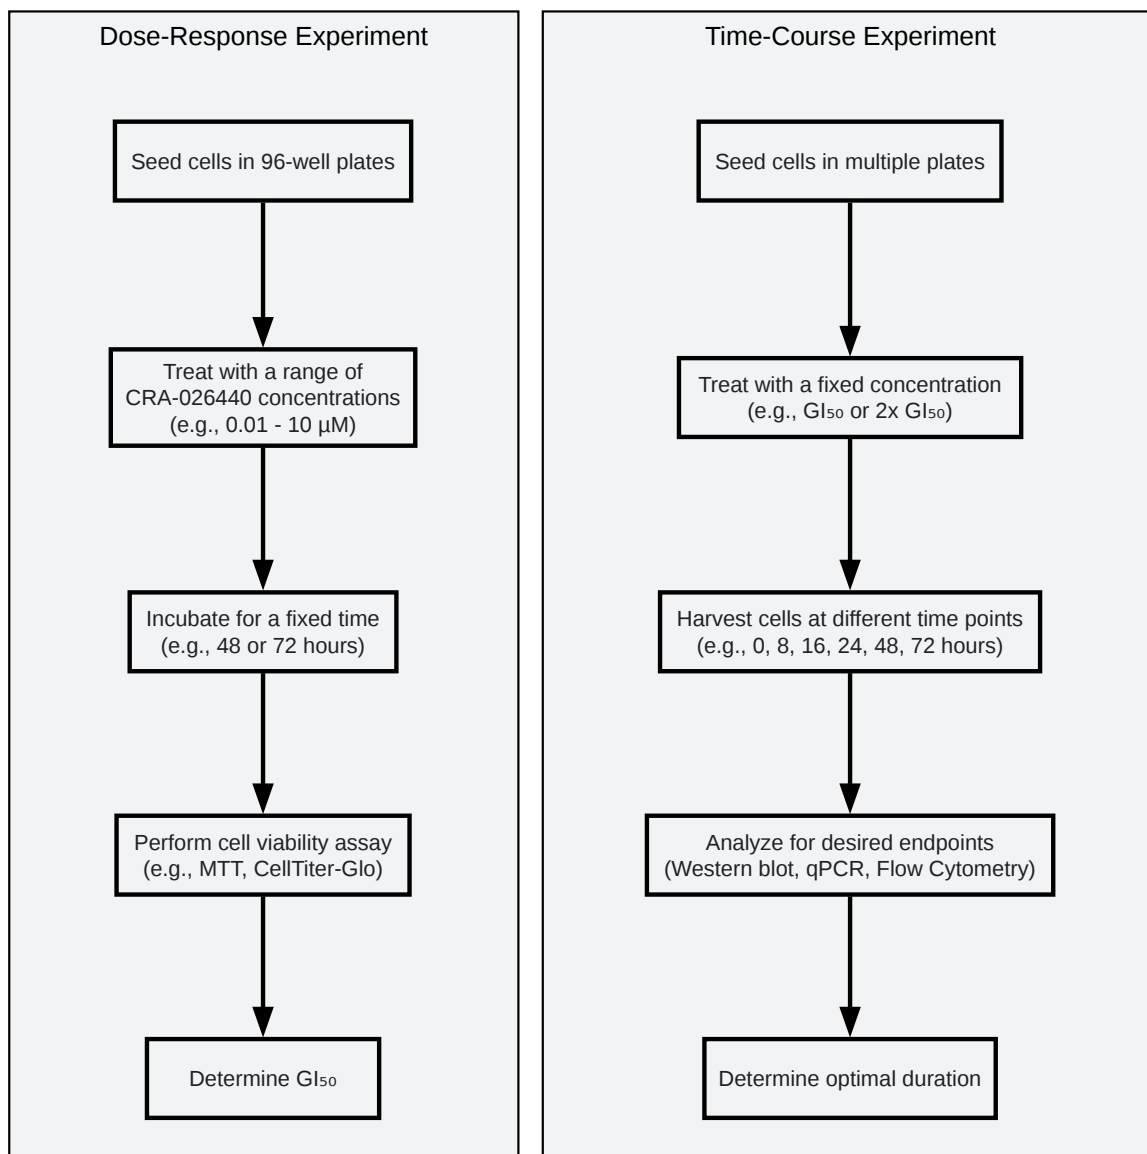 Dose-Response Experiment
Seed cells in 96-well plates
Treat with a range of
CRA-026440 concentrations
(e.g., 0.01 - 10 µM)
Incubate for a fixed time
(e.g., 48 or 72 hours)
Perform cell viability assay
(e.g., MTT, CellTiter-Glo)
Determine GI₅₀
Time-Course Experiment
Seed cells in multiple plates
Treat with a fixed concentration
(e.g., GI₅₀ or 2x GI₅₀)
Harvest cells at different time points
(e.g., 0, 8, 16, 24, 48, 72 hours)
Analyze for desired endpoints
(Western blot, qPCR, Flow Cytometry)
Determine optimal duration